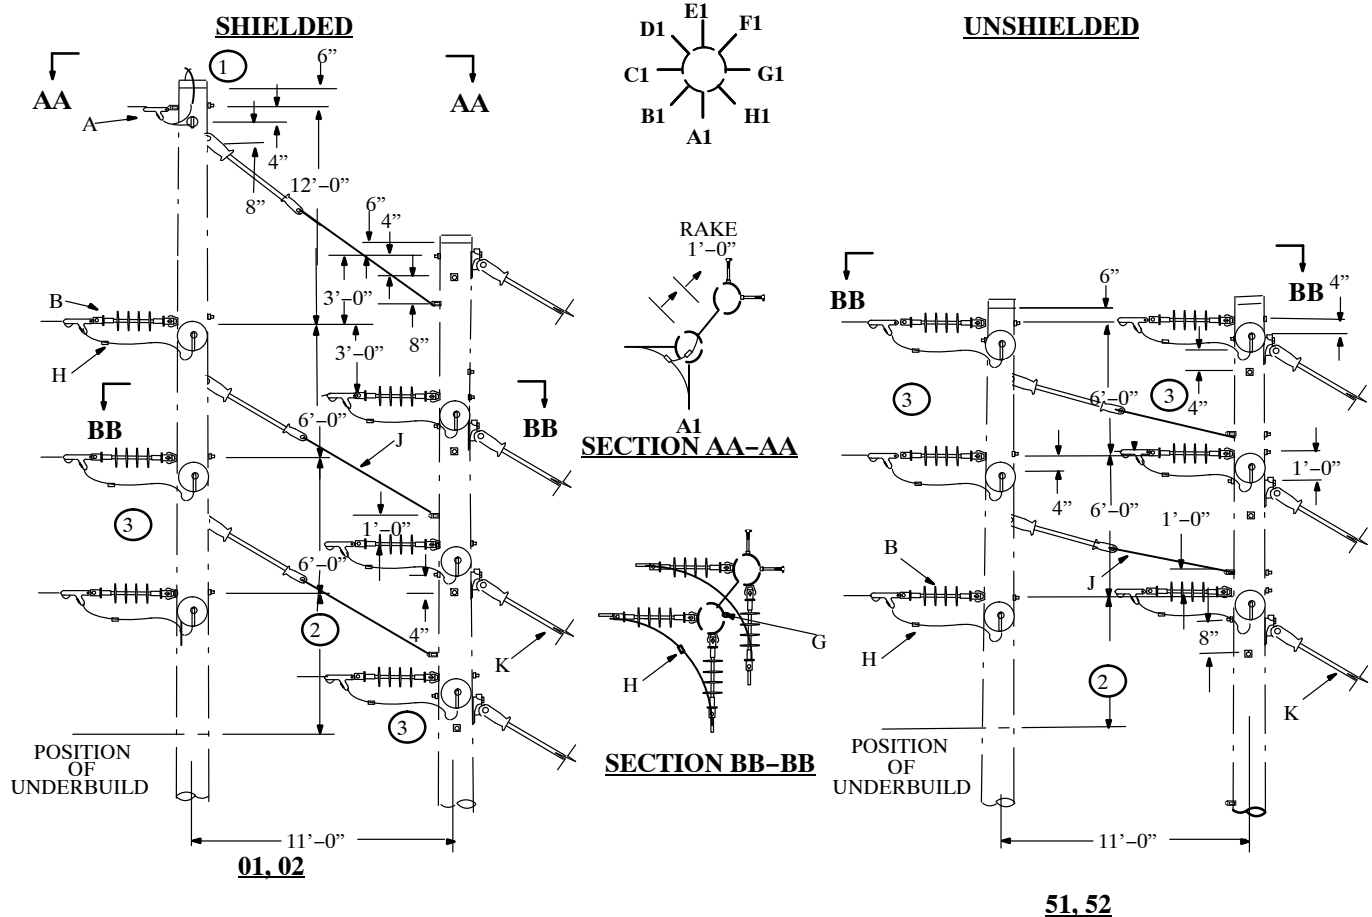 SHIELDED
UNSHIELDED
E1
D1
F1
C1
G1
B1
H1
A1
1
6”
AA
AA
A
4”
12’–0”
8”
6”
4”
3’–0”
8”
3’–0”
B
H
BB
BB
6’–0”
J
3
1’–0”
6’–0”
2
4”
K
3
POSITION
OF
UNDERBUILD
11’–0”
01, 02
RAKE
1’–0”
A1
SECTION AA–AA
G
H
SECTION BB–BB
BB
BB
6”
4”
3
3
6’–0”
4”
1’–0”
4”
6’–0”
1’–0”
B
J
H
8”
2
K
POSITION
OF
UNDERBUILD
11’–0”
51, 52